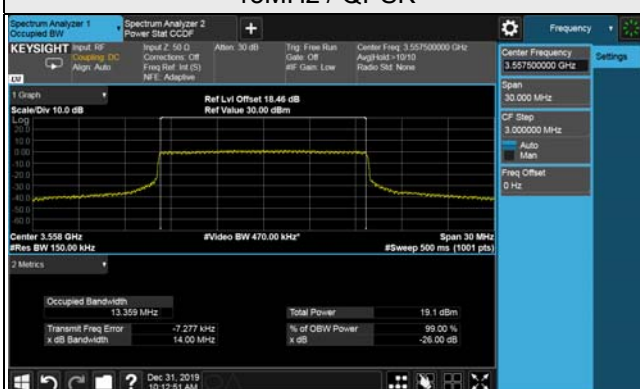 15MHz / QPSK
Spectrum Analyzer 1
Occupied BW
Spectrum Analyzer 2
Power Stat CCDF
Frequency
KEYSIGHT
Input: RF
Coupling: DC
Align: Auto
Input Z: 50 Ω
Corrections: Off
Freq Ref: Int (S)
NFE: Adaptive
Atten: 30 dB
Trig: Free Run
Gate: Off
#IF Gain: Low
Center Freq: 3.557500000 GHz
Avg|Hold:>10/10
Radio Std: None
LXI
Center Frequency
3.557500000 GHz
Settings
Span
30.000 MHz
CF Step
3.000000 MHz
Auto
Man
Freq Offset
0 Hz
1 Graph
Scale/Div 10.0 dB
Ref Lvl Offset 18.46 dB
Ref Value 30.00 dBm
Log
20.0
10.0
0.00
-10.0
-20.0
-30.0
-40.0
-50.0
-60.0
Center 3.558 GHz
#Res BW 150.00 kHz
#Video BW 470.00 kHz*
Span 30 MHz
#Sweep 500 ms (1001 pts)
2 Metrics
Occupied Bandwidth
13.359 MHz
Total Power 19.1 dBm
Transmit Freq Error -7.277 kHz
% of OBW Power 99.00 %
x dB Bandwidth 14.00 MHz
x dB -26.00 dB
Dec 31, 2019
10:12:51 AM